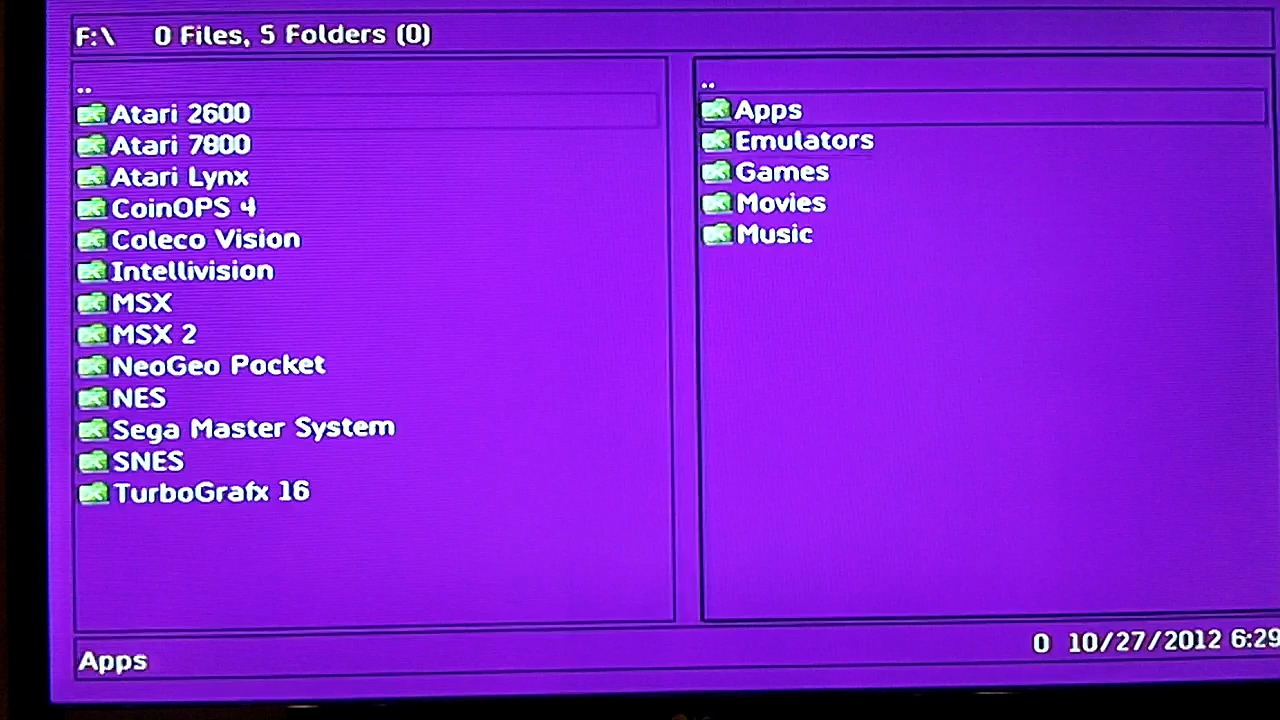 F:\ 0 Files, 5 Folders (0)
..
Atari 2600
Atari 7800
Atari Lynx
CoinOPS 4
Coleco Vision
Intellivision
MSX
MSX 2
NeoGeo Pocket
NES
Sega Master System
SNES
TurboGrafx 16
..
Apps
Emulators
Games
Movies
Music
Apps 0 10/27/2012 6:29